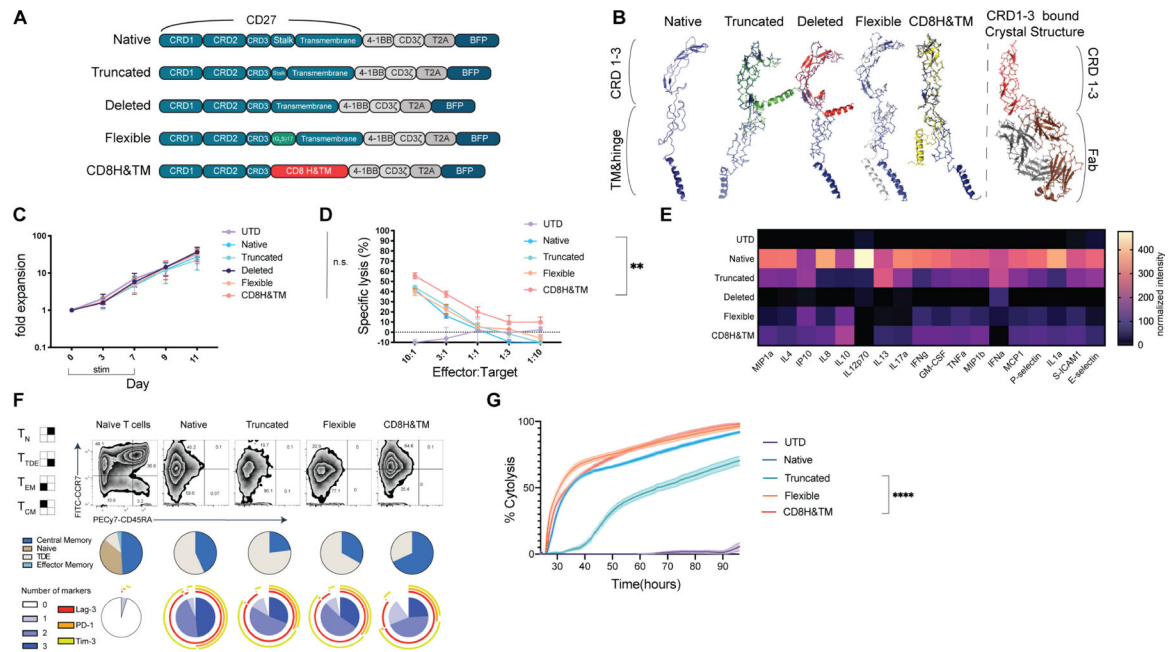 A
CD27
Native
CRD1 CRD2 CRD3 Stalk Transmembrane 4-1BB CD3ζ T2A BFP
Truncated
CRD1 CRD2 CRD3 Stalk Transmembrane 4-1BB CD3ζ T2A BFP
Deleted
CRD1 CRD2 CRD3 Transmembrane 4-1BB CD3ζ T2A BFP
Flexible
CRD1 CRD2 CRD3 (G4S)17 Transmembrane 4-1BB CD3ζ T2A BFP
CD8H&TM
CRD1 CRD2 CRD3 CD8 H&TM 4-1BB CD3ζ T2A BFP
B
Native Truncated Deleted Flexible CD8H&TM
CRD1-3 bound
Crystal Structure
CRD 1-3
TM&hinge
CRD 1-3
Fab
C
fold expansion
100
10
1
0.1
0 3 7 9 11
stim
Day
UTD
Native
Truncated
Deleted
Flexible
CD8H&TM
n.s.
D
Specific lysis (%)
90
80
70
60
50
40
30
20
10
-0
-10
10:1 3:1 1:1 1:3 1:10
Effector:Target
UTD
Native
Truncated
Flexible
CD8H&TM
**
E
UTD
Native
Truncated
Deleted
Flexible
CD8H&TM
MIP1a IL4 IP10 IL8 IL10 IL12p70 IL13 IL17a IFNg GM-CSF TNFa MIP1b IFNa MCP1 P-selectin IL1a S-ICAM1 E-selectin
400
300
200
100
0
normalized intensity
F
TN
TTDE
TEM
TCM
FITC-CCR7
PECy7-CD45RA
Naïve T cells Native Truncated Flexible CD8H&TM
Central Memory
Naive
TDE
Effector Memory
Number of markers
0
1
2
3
Lag-3
PD-1
Tim-3
G
% Cytolysis
100
50
0
30 40 50 60 70 80 90
Time(hours)
UTD
Native
Truncated
Flexible
CD8H&TM
****